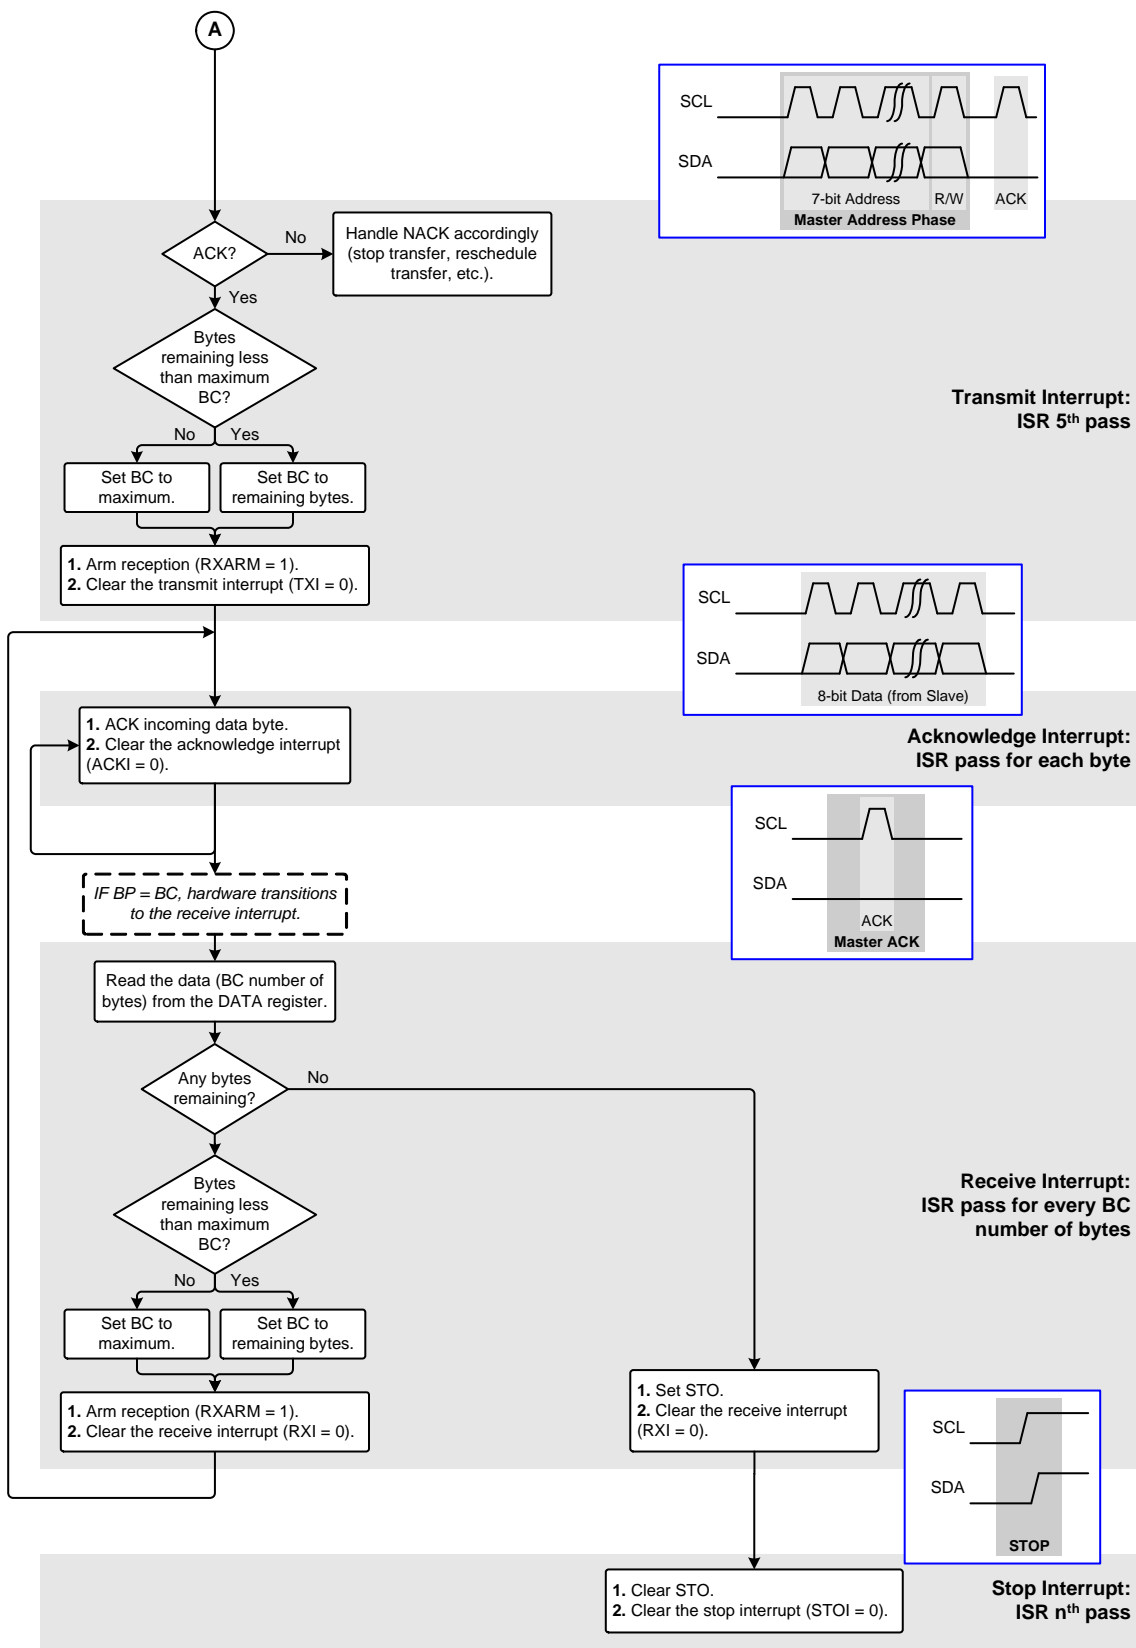 A
SCL
SDA
7-bit Address
R/W
ACK
Master Address Phase
ACK?
No
Handle NACK accordingly
(stop transfer, reschedule
transfer, etc.).
Yes
Bytes
remaining less
than maximum
BC?
Transmit Interrupt:
ISR 5th pass
No
Yes
Set BC to
maximum.
Set BC to
remaining bytes.
1. Arm reception (RXARM = 1).
2. Clear the transmit interrupt (TXI = 0).
SCL
SDA
8-bit Data (from Slave)
1. ACK incoming data byte.
2. Clear the acknowledge interrupt
(ACKI = 0).
Acknowledge Interrupt:
ISR pass for each byte
SCL
SDA
ACK
Master ACK
IF BP = BC, hardware transitions
to the receive interrupt.
Read the data (BC number of
bytes) from the DATA register.
Any bytes
remaining?
No
Bytes
remaining less
than maximum
BC?
Receive Interrupt:
ISR pass for every BC
number of bytes
No
Yes
Set BC to
maximum.
Set BC to
remaining bytes.
1. Arm reception (RXARM = 1).
2. Clear the receive interrupt (RXI = 0).
1. Set STO.
2. Clear the receive interrupt
(RXI = 0).
SCL
SDA
STOP
1. Clear STO.
2. Clear the stop interrupt (STOI = 0).
Stop Interrupt:
ISR nth pass